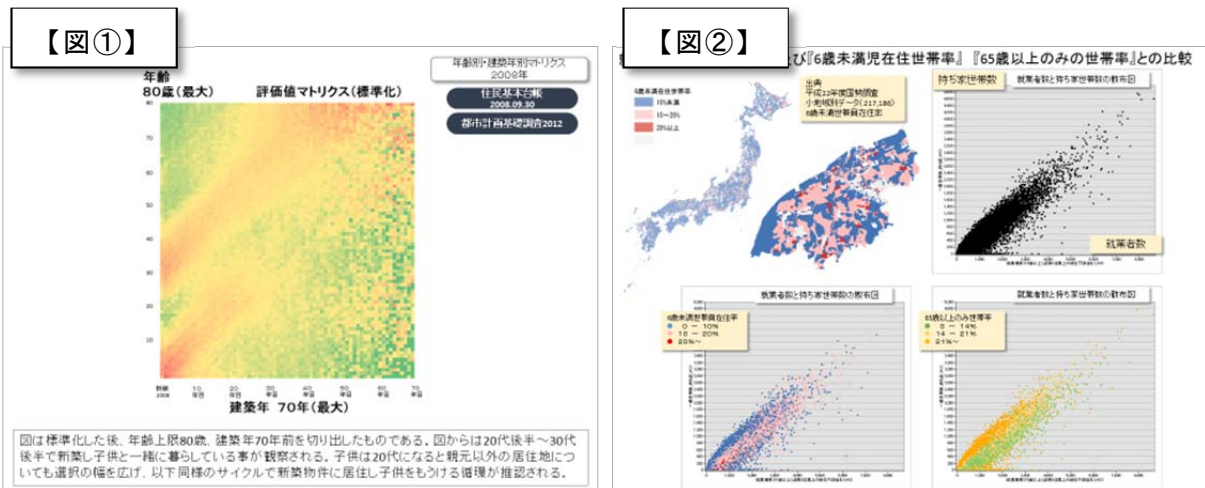 【図①】
年齢別・建築年別マトリクス
2008年
住民基本台帳
2008.09.30
都市計画基礎調査2012
年齢
80歳(最大)
評価値マトリクス(標準化)
80
50
40
30
20
10
新築
2008
10
年目
20
年目
30
年目
40
年目
50
年目
60
年目
70
年目
建築年 70年(最大)
図は標準化した後、年齢上限80歳、建築年70年前を切り出したものである。図からは20代後半～30代
後半で新築し子供と一緒に暮らしている事が観察される。子供は20代になると親元以外の居住地につ
いても選択の幅を広げ、以下同様のサイクルで新築物件に居住し子供をもうける循環が推認される。
【図②】
び『6歳未満児在住世帯率』『65歳以上のみの世帯率』との比較
6歳未満在住世帯率
10%未満
10～20%
20%以上
出典
平成22年度国勢調査
小地域別データ(217,186)
6歳未満世帯員在住率
持ち家世帯数
就業者数と持ち家世帯数の散布図
就業者数
就業者数と持ち家世帯数の散布図
6歳未満世帯員在住率
0 － 10%
10 － 20%
20%～
就業者数と持ち家世帯数の散布図
65歳以上のみ世帯率
0 － 14%
14 － 21%
21%～